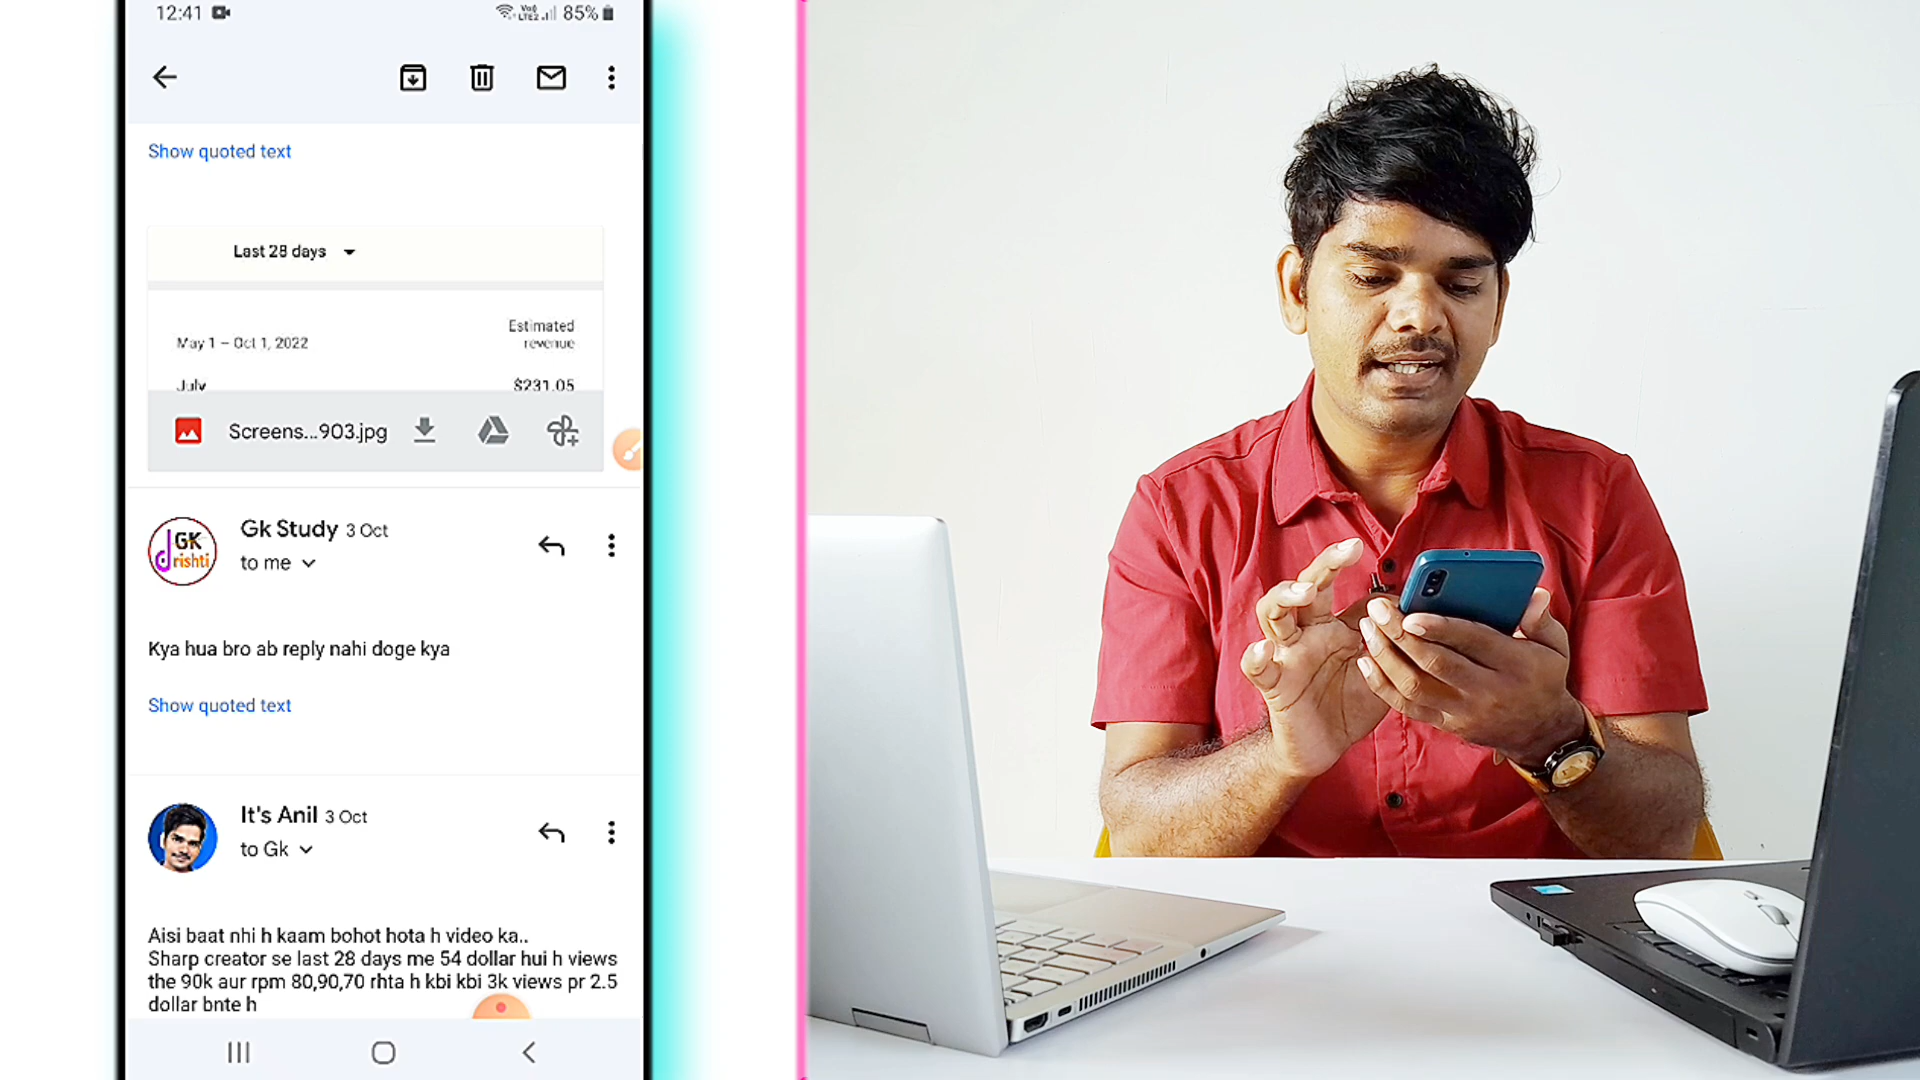 12:41
Vo)) LTE2 85%
Show quoted text
Last 28 days
May 1 – Oct 1, 2022
Estimated
revenue
July $231.05
Screens...903.jpg
GK
drishti
Gk Study 3 Oct
to me
Kya hua bro ab reply nahi doge kya
Show quoted text
It's Anil 3 Oct
to Gk
Aisi baat nhi h kaam bohot hota h video ka..
Sharp creator se last 28 days me 54 dollar hui h views
the 90k aur rpm 80,90,70 rhta h kbi kbi 3k views pr 2.5
dollar bnte h